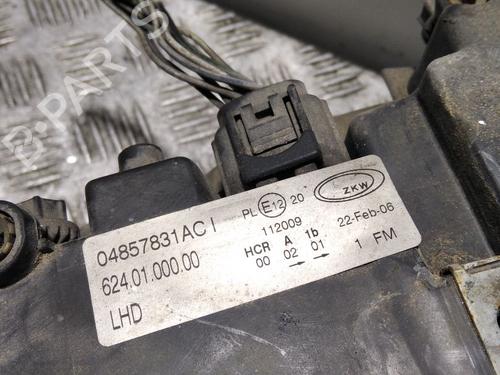 B-PARTS
04857831AC I
624.01.000.00
LHD
PL E12 20
112009
HCR A 1b
00 02 01
ZKW
22-Feb-06
1 FM